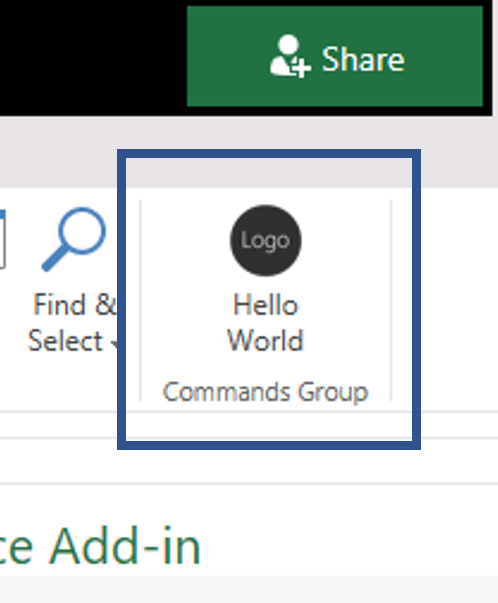 Share
Logo
Find &
Select
Hello
World
Commands Group
ce Add-in